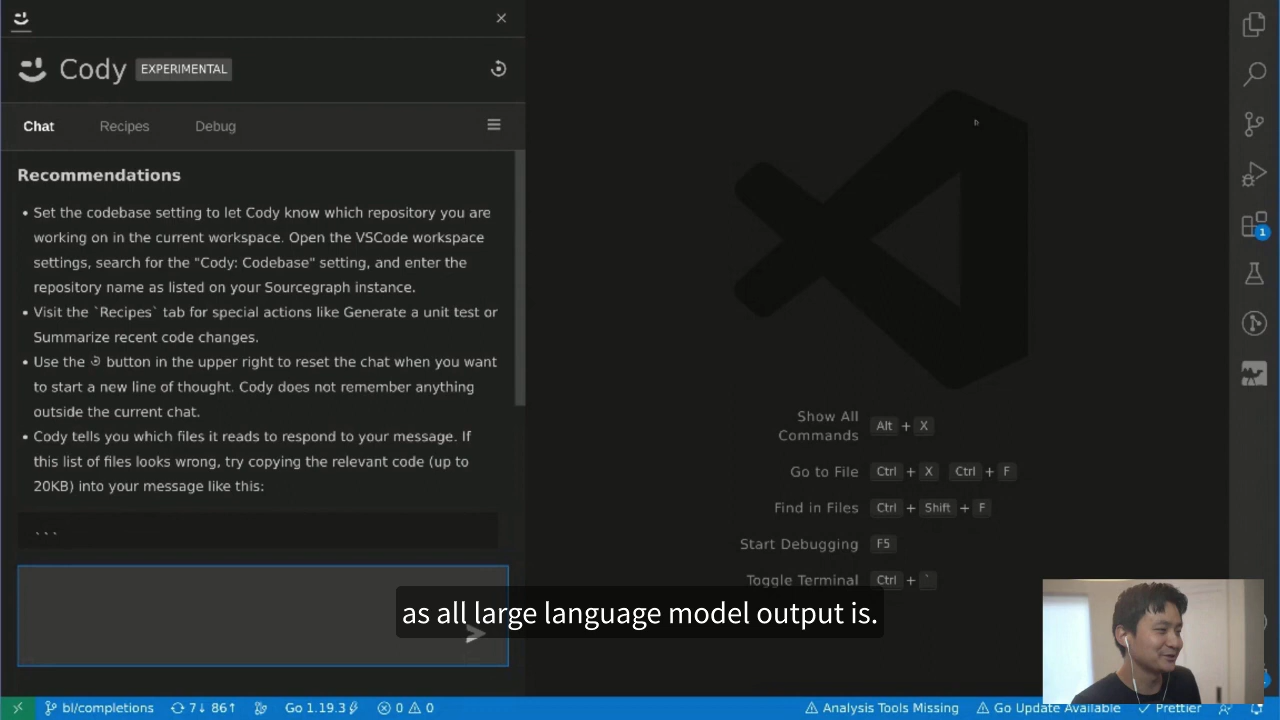 Cody EXPERIMENTAL
Chat Recipes Debug
Recommendations
• Set the codebase setting to let Cody know which repository you are
working on in the current workspace. Open the VSCode workspace
settings, search for the "Cody: Codebase" setting, and enter the
repository name as listed on your Sourcegraph instance.
• Visit the `Recipes` tab for special actions like Generate a unit test or
Summarize recent code changes.
• Use the button in the upper right to reset the chat when you want
to start a new line of thought. Cody does not remember anything
outside the current chat.
• Cody tells you which files it reads to respond to your message. If
this list of files looks wrong, try copying the relevant code (up to
20KB) into your message like this:
```
Show All
Commands Alt + X
Go to File Ctrl + X Ctrl + F
Find in Files Ctrl + Shift + F
Start Debugging F5
Toggle Terminal Ctrl + `
1
as all large language model output is.
bl/completions 7↓ 86↑ Go 1.19.3 0 0 Analysis Tools Missing Go Update Available Prettier